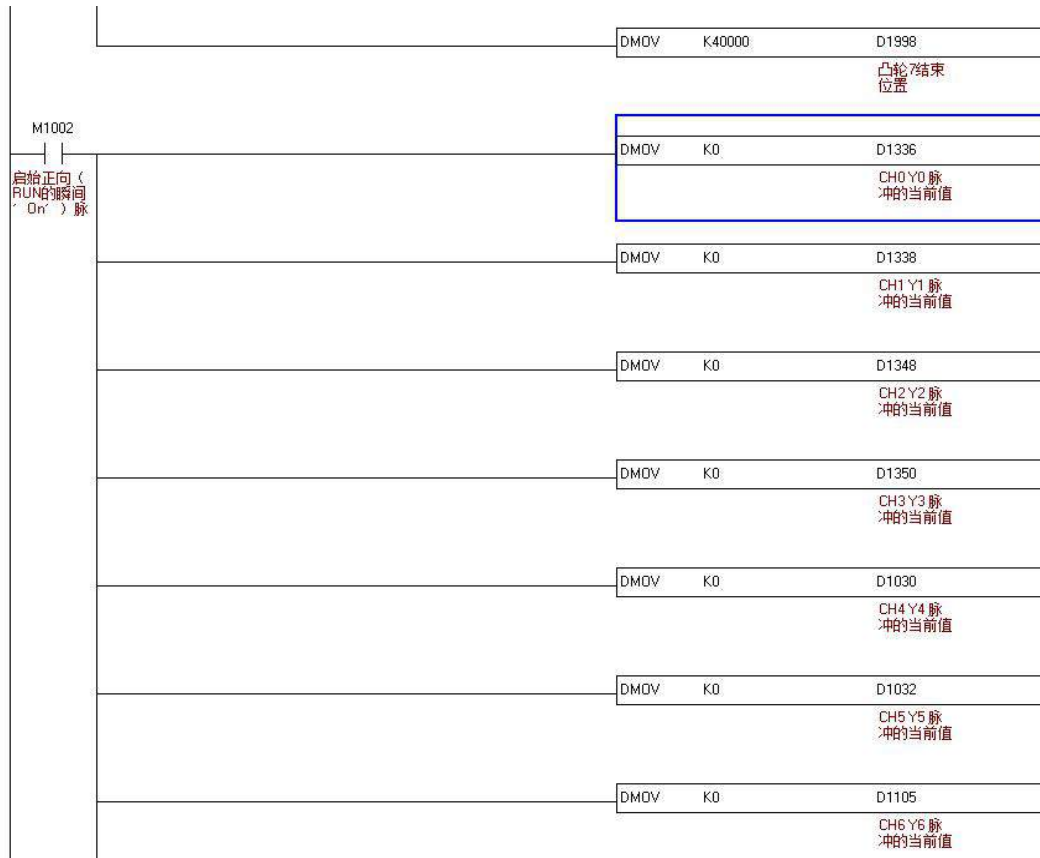 DMOV K40000 D1998
凸轮7结束
位置
M1002
DMOV K0 D1336
启始正向（
RUN的瞬间
‘On’）脉
CH0 Y0 脉
冲的当前值
DMOV K0 D1338
CH1 Y1 脉
冲的当前值
DMOV K0 D1348
CH2 Y2 脉
冲的当前值
DMOV K0 D1350
CH3 Y3 脉
冲的当前值
DMOV K0 D1030
CH4 Y4 脉
冲的当前值
DMOV K0 D1032
CH5 Y5 脉
冲的当前值
DMOV K0 D1105
CH6 Y6 脉
冲的当前值